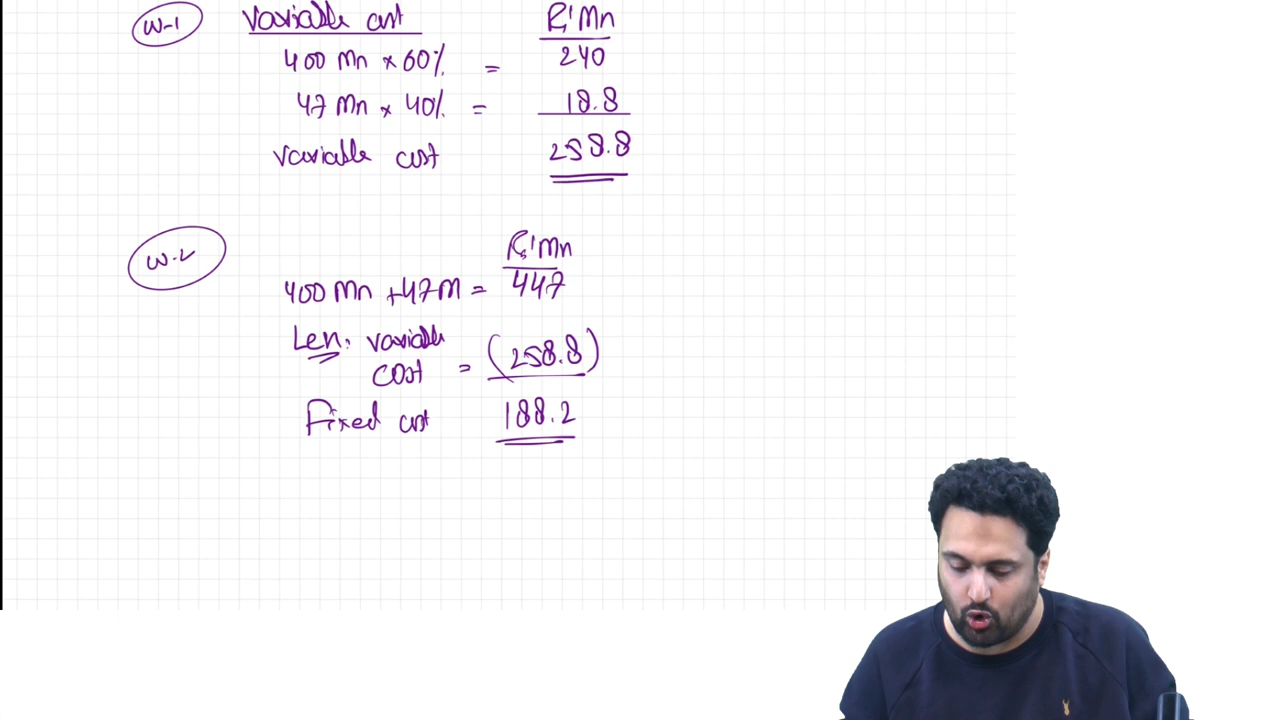 W-1 Variable cost Rs'Mn
400 Mn × 60% = 240
47 Mn × 40% = 18.8
Variable cost 258.8
W-2 Rs'Mn
400 Mn + 47 M = 447
Less: variable
cost = (258.8)
Fixed cost 188.2